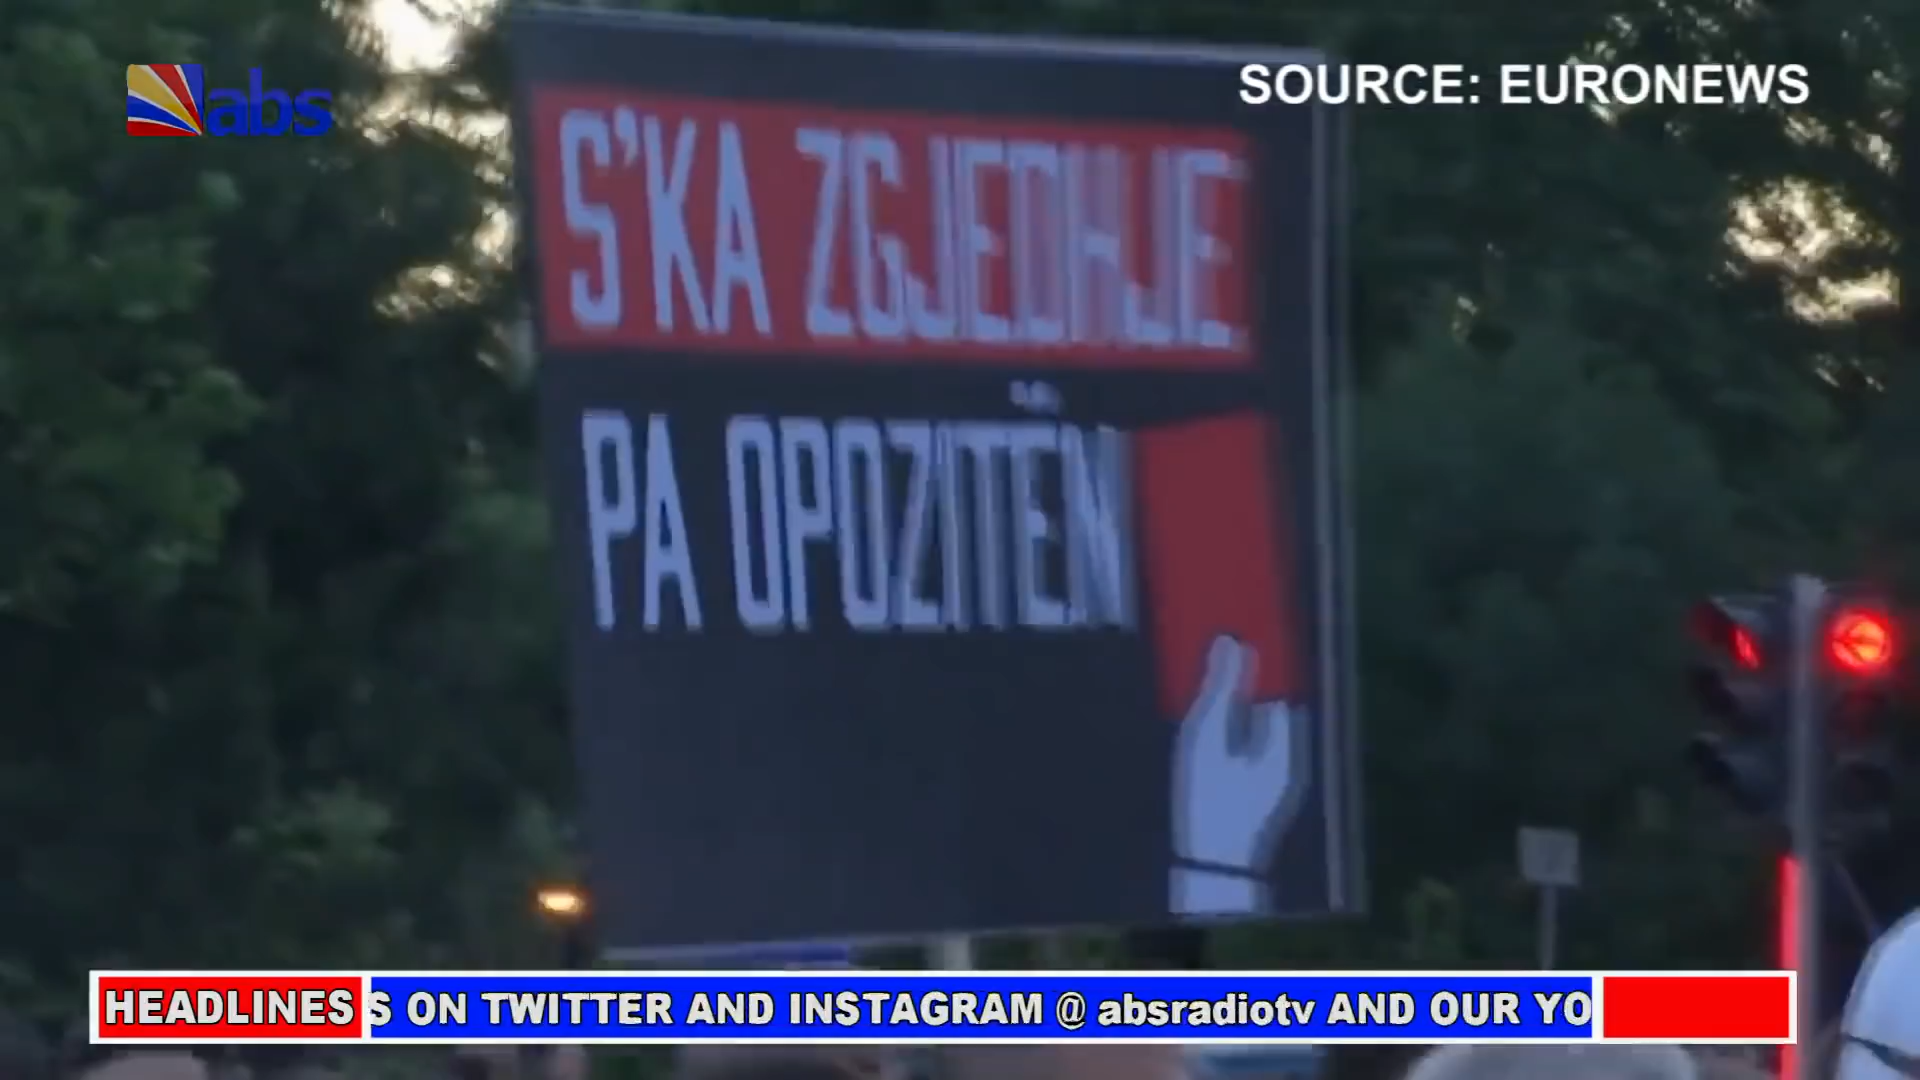 abs
SOURCE: EURONEWS
S'KA ZGJEDHJE
PA OPOZITËN
HEADLINES
S ON TWITTER AND INSTAGRAM @ absradiotv AND OUR YO